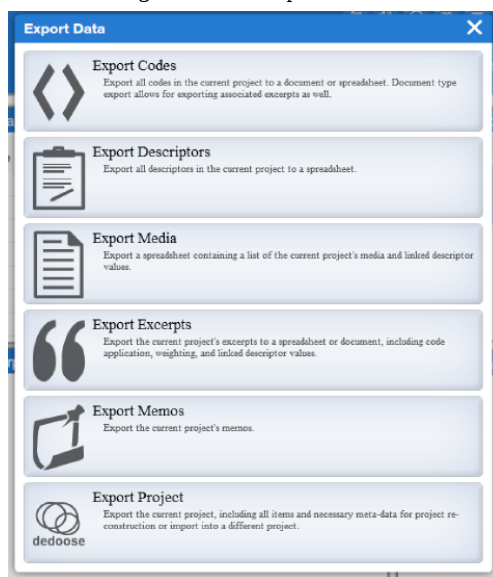 Export Data
Export Codes
Export all codes in the current project to a document or spreadsheet. Document type
export allows for exporting associated excerpts as well.
Export Descriptors
Export all descriptors in the current project to a spreadsheet.
Export Media
Export a spreadsheet containing a list of the current project's media and linked descriptor
values.
Export Excerpts
Export the current project's excerpts to a spreadsheet or document, including code
application, weighting, and linked descriptor values.
Export Memos
Export the current project's memos.
Export Project
Export the current project, including all items and necessary meta-data for project re-
construction or import into a different project.
dedoose